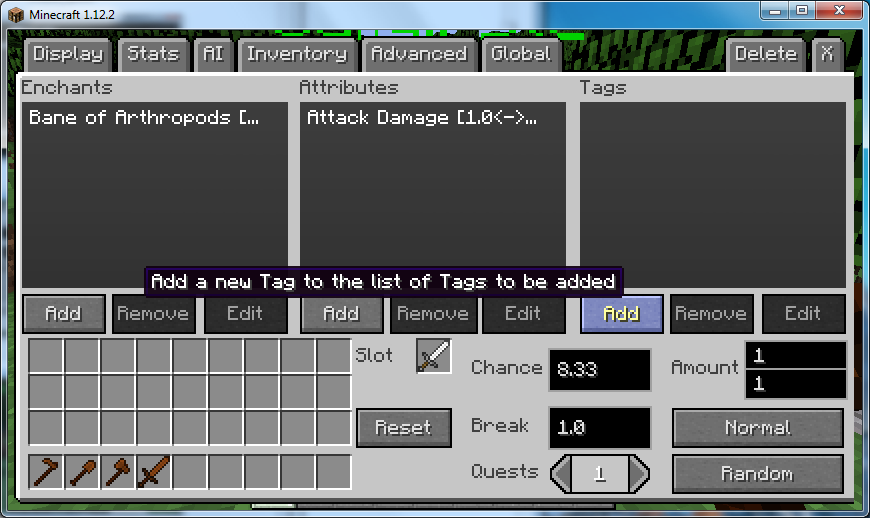 Minecraft 1.12.2
Display Stats AI Inventory Advanced Global Delete X
Enchants Attributes Tags
Bane of Arthropods [... Attack Damage [1.0<->...
Add a new Tag to the list of Tags to be added
Add Remove Edit Add Remove Edit Add Remove Edit
Slot Chance 8.33 Amount 1
1
Reset Break 1.0 Normal
Quests 1 Random